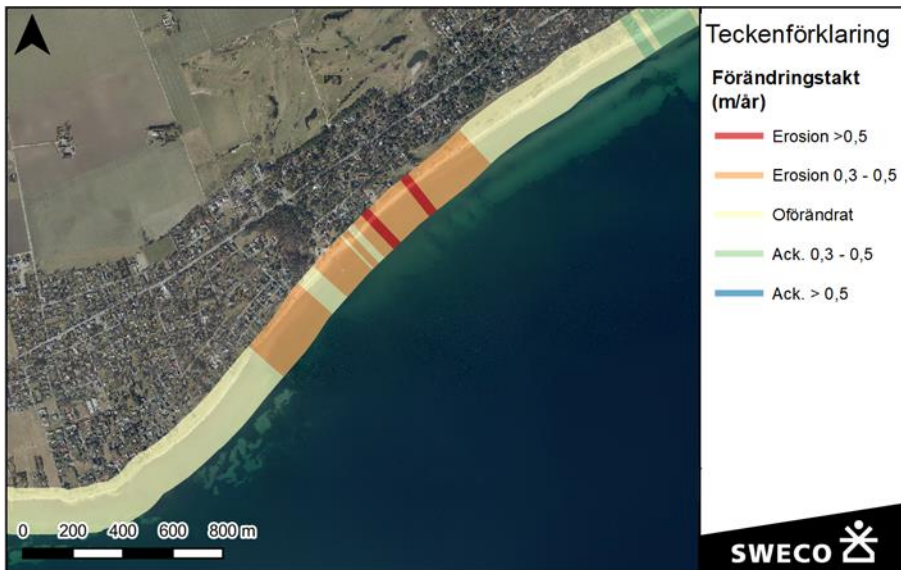 Teckenförklaring
Förändringstakt
(m/år)
Erosion >0,5
Erosion 0,3 - 0,5
Oförändrat
Ack. 0,3 - 0,5
Ack. > 0,5
0 200 400 600 800 m
SWECO